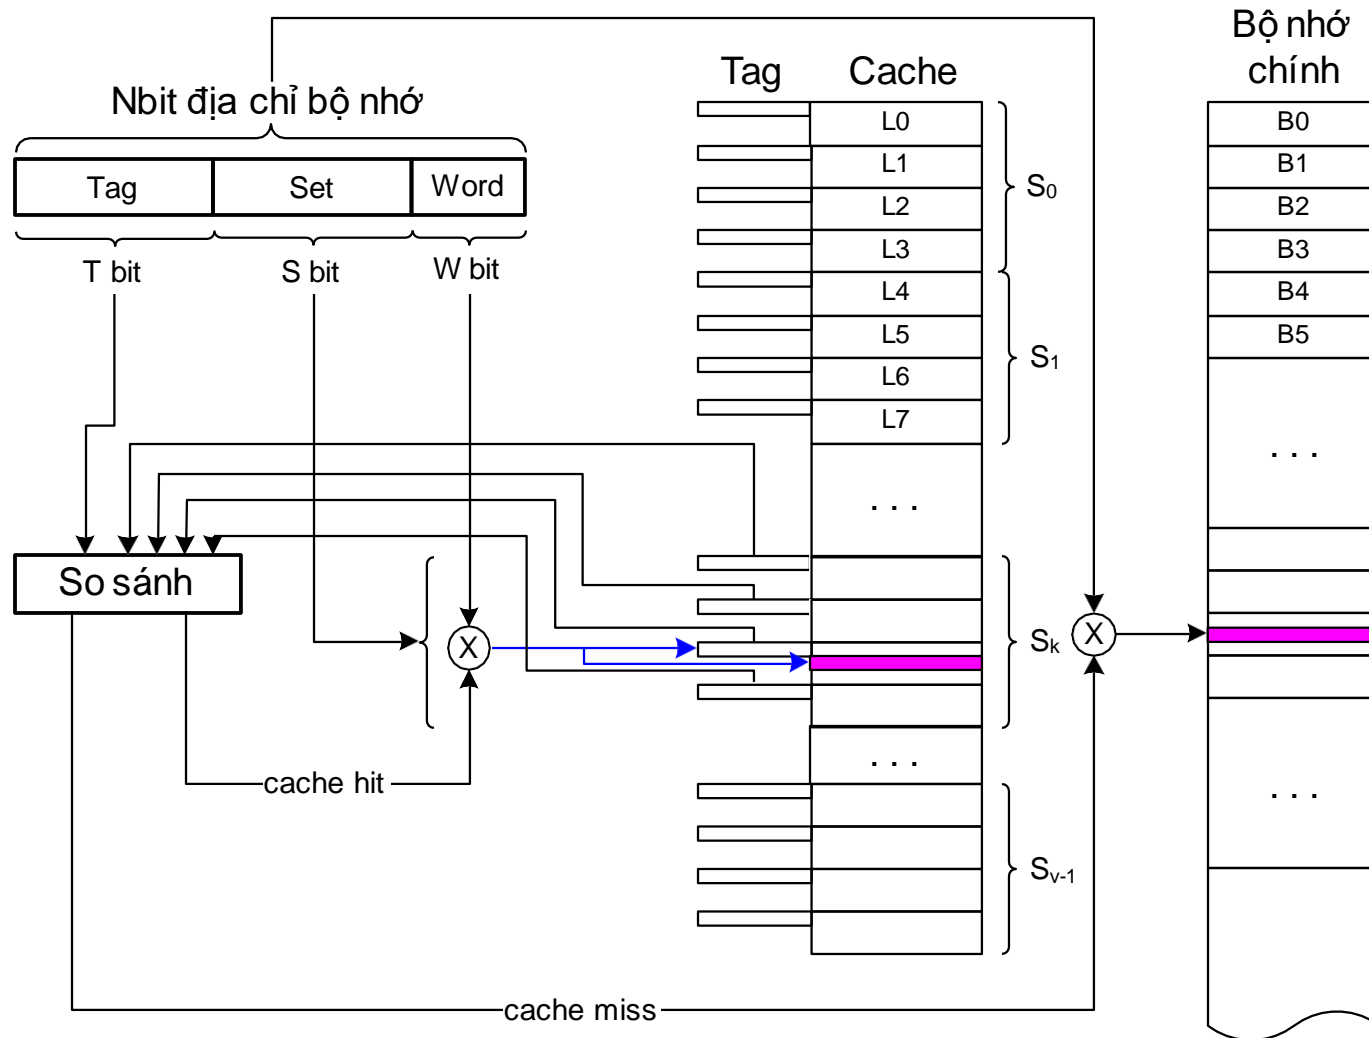 Bộ nhớ
chính
Tag Cache
Nbit địa chỉ bộ nhớ
Tag Set Word
T bit S bit W bit
L0
L1
L2
L3
L4
L5
L6
L7
. . .
. . .
S0
S1
Sk
Sv-1
B0
B1
B2
B3
B4
B5
. . .
. . .
So sánh
X
X
cache hit
cache miss